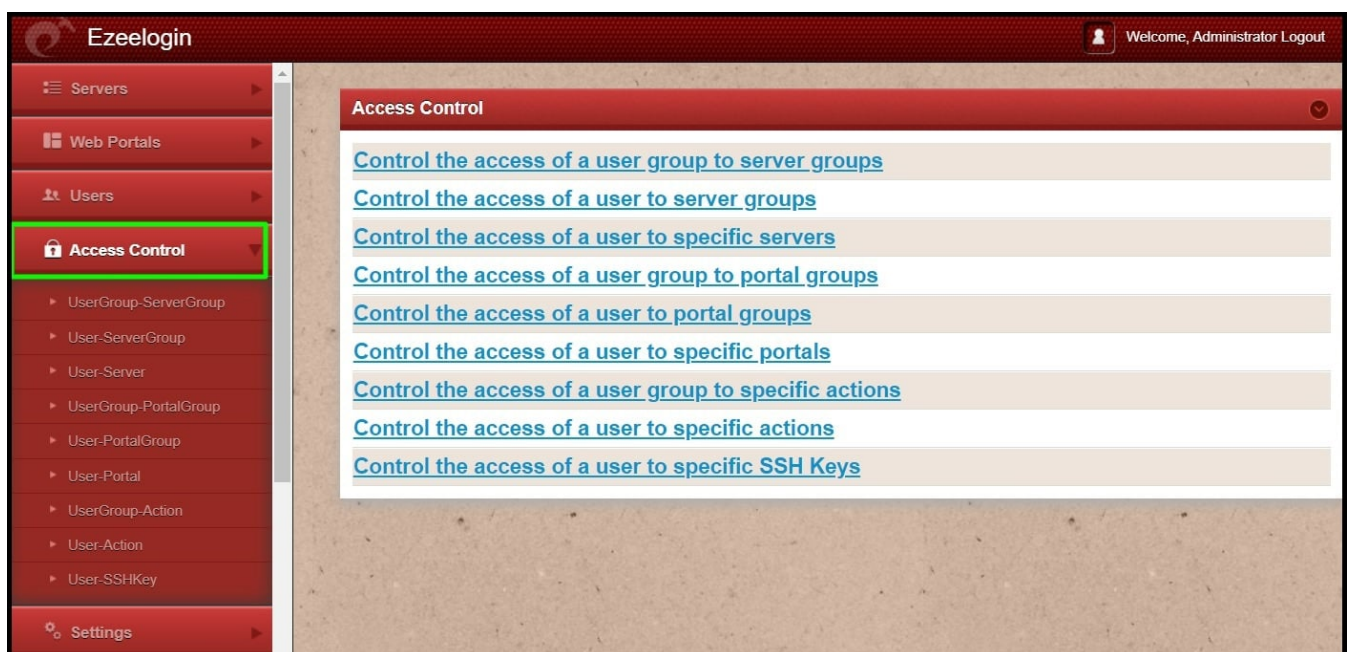 Ezeelogin
Welcome, Administrator Logout
Servers
Web Portals
Users
Access Control
UserGroup-ServerGroup
User-ServerGroup
User-Server
UserGroup-PortalGroup
User-PortalGroup
User-Portal
UserGroup-Action
User-Action
User-SSHKey
Settings
Access Control
Control the access of a user group to server groups
Control the access of a user to server groups
Control the access of a user to specific servers
Control the access of a user group to portal groups
Control the access of a user to portal groups
Control the access of a user to specific portals
Control the access of a user group to specific actions
Control the access of a user to specific actions
Control the access of a user to specific SSH Keys